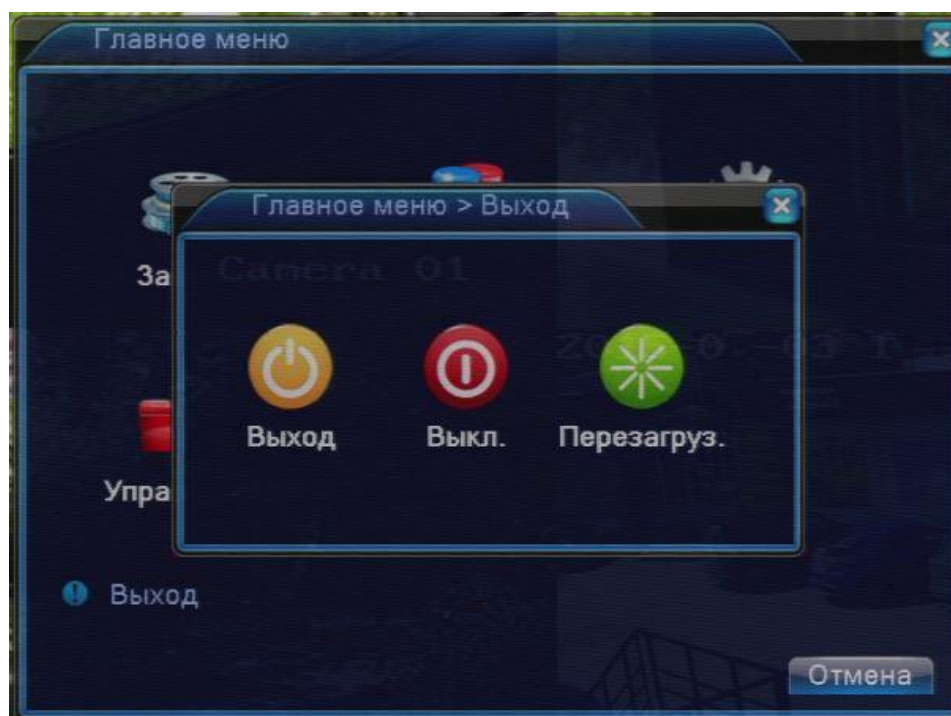 Главное меню
Главное меню > Выход
За
Camera 01
Выход
Выкл.
Перезагруз.
Упра
Выход
Отмена